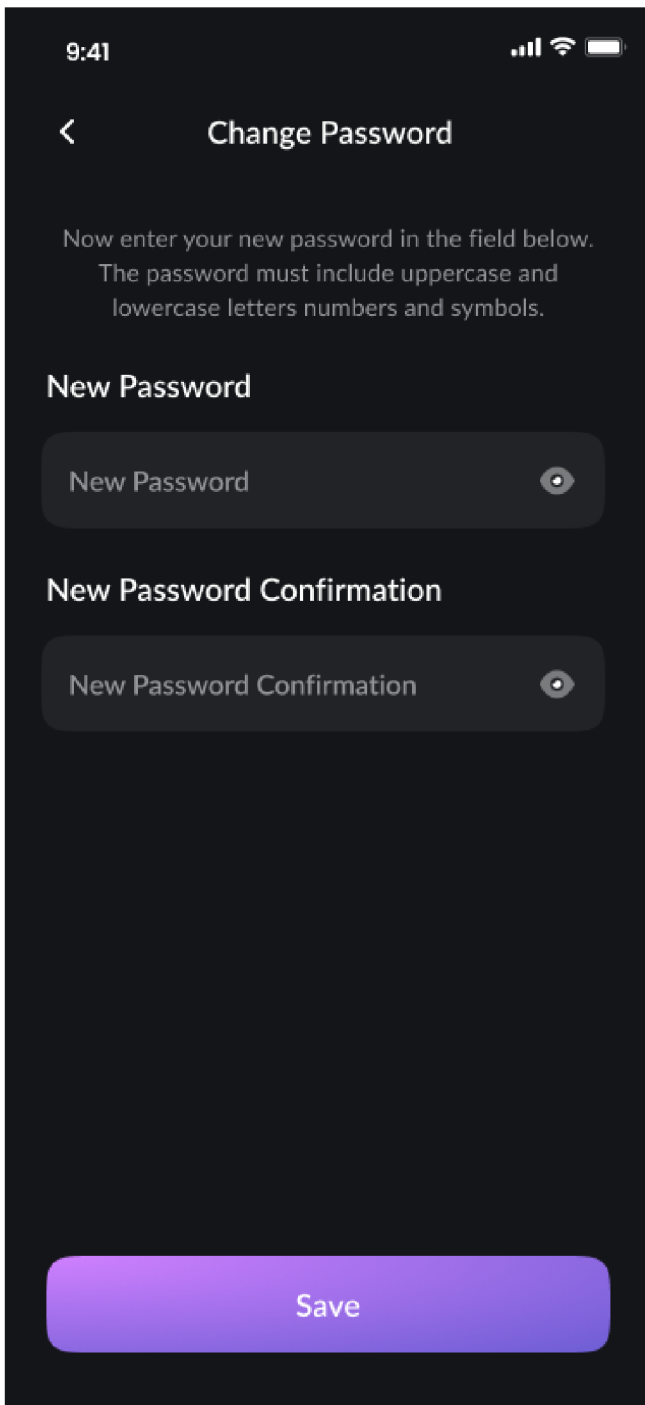 9:41
Change Password
Now enter your new password in the field below.
The password must include uppercase and
lowercase letters numbers and symbols.
New Password
New Password
New Password Confirmation
New Password Confirmation
Save